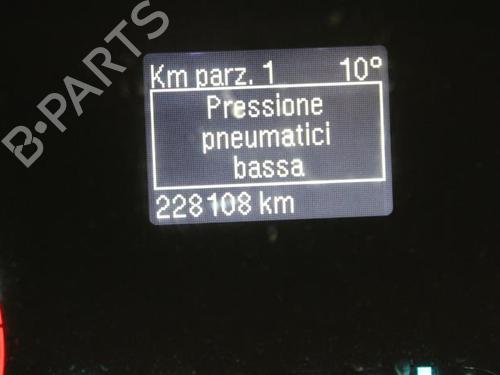 B-PARTS
Km parz. 1 10°
Pressione
pneumatici
bassa
228108 km